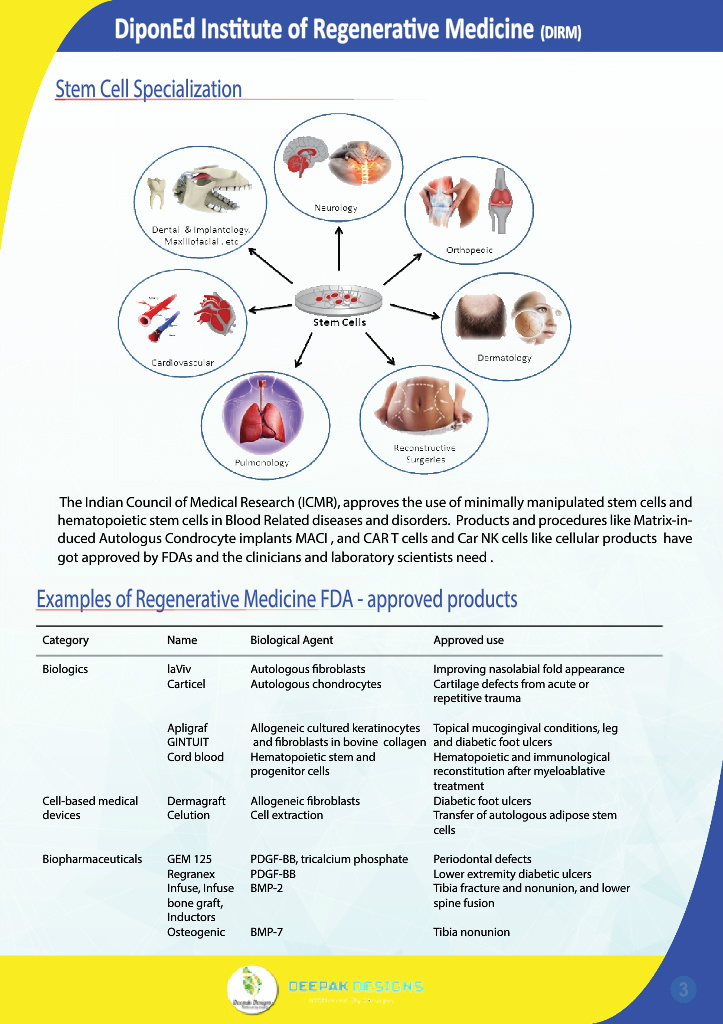 DiponEd Institute of Regenerative Medicine (DIRM)
Stem Cell Specialization
Neurology
Dental & Implantology,
Maxillofacial . etc
Orthopedic
Stem Cells
Cardiovascular
Dermatology
Pulmonology
Reconstructive
Surgeries
The Indian Council of Medical Research (ICMR), approves the use of minimally manipulated stem cells and
hematopoietic stem cells in Blood Related diseases and disorders. Products and procedures like Matrix-in-
duced Autologus Condrocyte implants MACI , and CAR T cells and Car NK cells like cellular products have
got approved by FDAs and the clinicians and laboratory scientists need .
Examples of Regenerative Medicine FDA - approved products
Category Name Biological Agent Approved use
Biologics laViv Autologous fibroblasts Improving nasolabial fold appearance
Carticel Autologous chondrocytes Cartilage defects from acute or
repetitive trauma
Apligraf Allogeneic cultured keratinocytes Topical mucogingival conditions, leg
GINTUIT and fibroblasts in bovine collagen and diabetic foot ulcers
Cord blood Hematopoietic stem and Hematopoietic and immunological
progenitor cells reconstitution after myeloablative
treatment
Cell-based medical Dermagraft Allogeneic fibroblasts Diabetic foot ulcers
devices Celution Cell extraction Transfer of autologous adipose stem
cells
Biopharmaceuticals GEM 125 PDGF-BB, tricalcium phosphate Periodontal defects
Regranex PDGF-BB Lower extremity diabetic ulcers
Infuse, Infuse BMP-2 Tibia fracture and nonunion, and lower
bone graft, spine fusion
Inductors
Osteogenic BMP-7 Tibia nonunion
Deepak Designs
DEEPAK DESIGNS
3